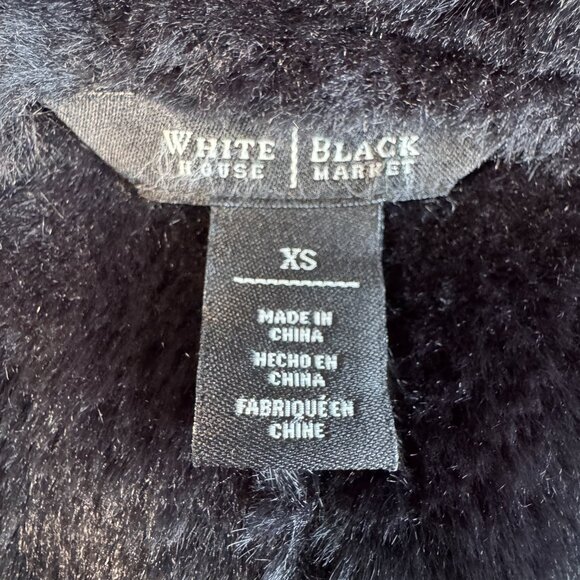 WHITE | BLACK
HOUSE | MARKET
XS
MADE IN
CHINA
HECHO EN
CHINA
FABRIQUÉ EN
CHINE